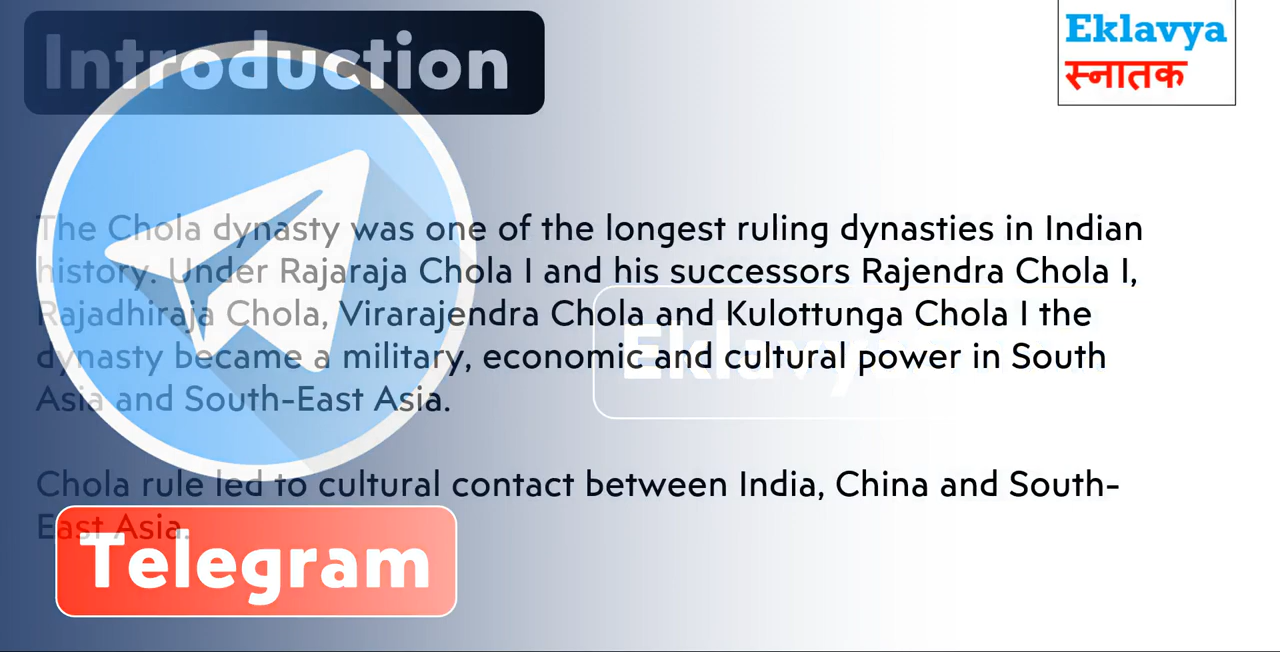 Introduction
Eklavya
स्नातक
The Chola dynasty was one of the longest ruling dynasties in Indian
history. Under Rajaraja Chola I and his successors Rajendra Chola I,
Rajadhiraja Chola, Virarajendra Chola and Kulottunga Chola I the
dynasty became a military, economic and cultural power in South
Asia and South-East Asia.
Eklavya
Chola rule led to cultural contact between India, China and South-
East Asia.
Telegram